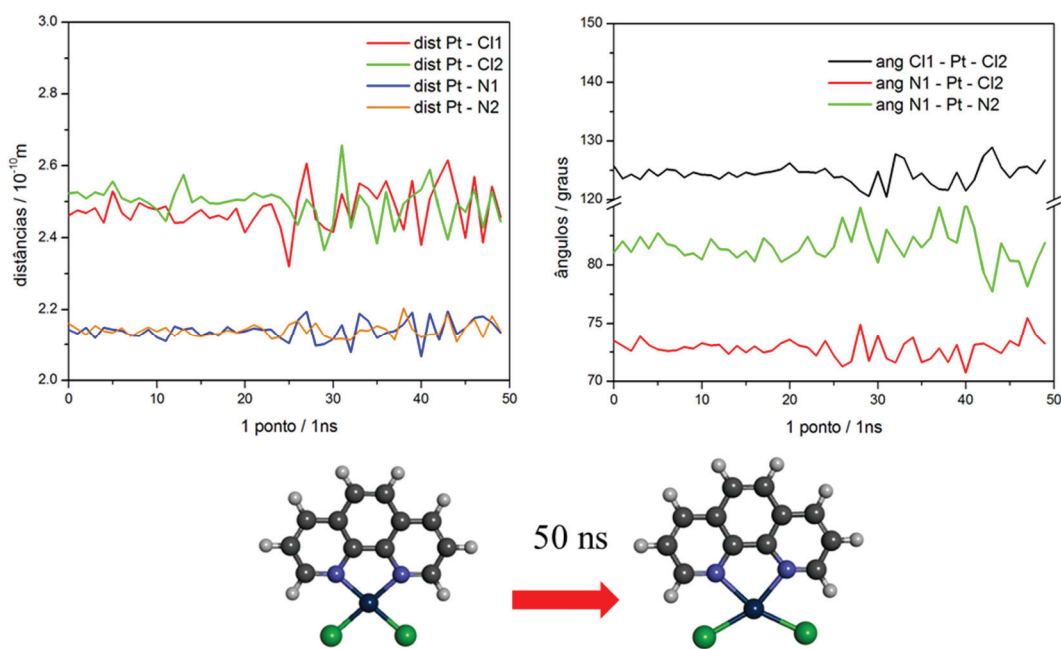 3.0
2.8
2.6
2.4
2.2
2.0
distâncias / 10⁻¹⁰m
dist Pt - Cl1
dist Pt - Cl2
dist Pt - N1
dist Pt - N2
0 10 20 30 40 50
1 ponto / 1ns
150
140
130
120
80
70
ângulos / graus
ang Cl1 - Pt - Cl2
ang N1 - Pt - Cl2
ang N1 - Pt - N2
0 10 20 30 40 50
1 ponto / 1ns
50 ns